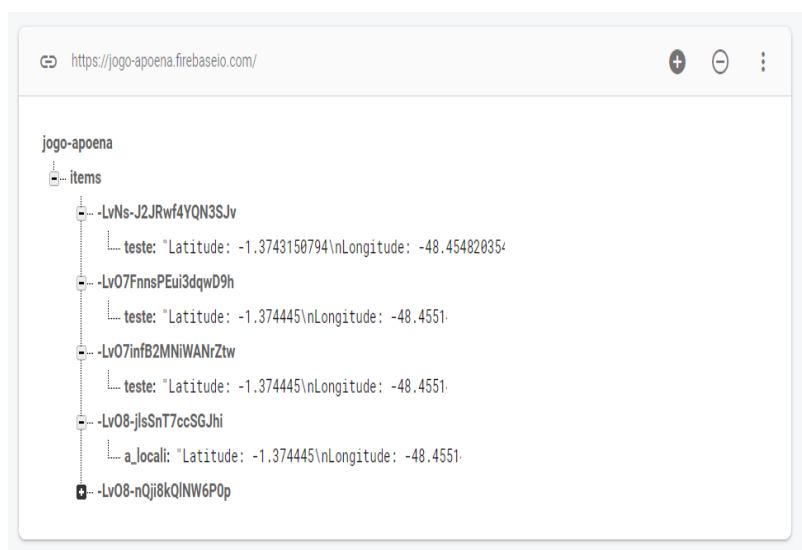 https://jogo-apoena.firebaseio.com/
jogo-apoena
items
-LvNs-J2JRwf4YQN3SJv
teste: "Latitude: -1.3743150794\nLongitude: -48.454820354
-LvO7FnnsPEui3dqwD9h
teste: "Latitude: -1.374445\nLongitude: -48.4551
-LvO7infB2MNiWANrZtw
teste: "Latitude: -1.374445\nLongitude: -48.4551
-LvO8-jlsSnT7ccSGJhi
a_locali: "Latitude: -1.374445\nLongitude: -48.4551
-LvO8-nQji8kQlNW6P0p